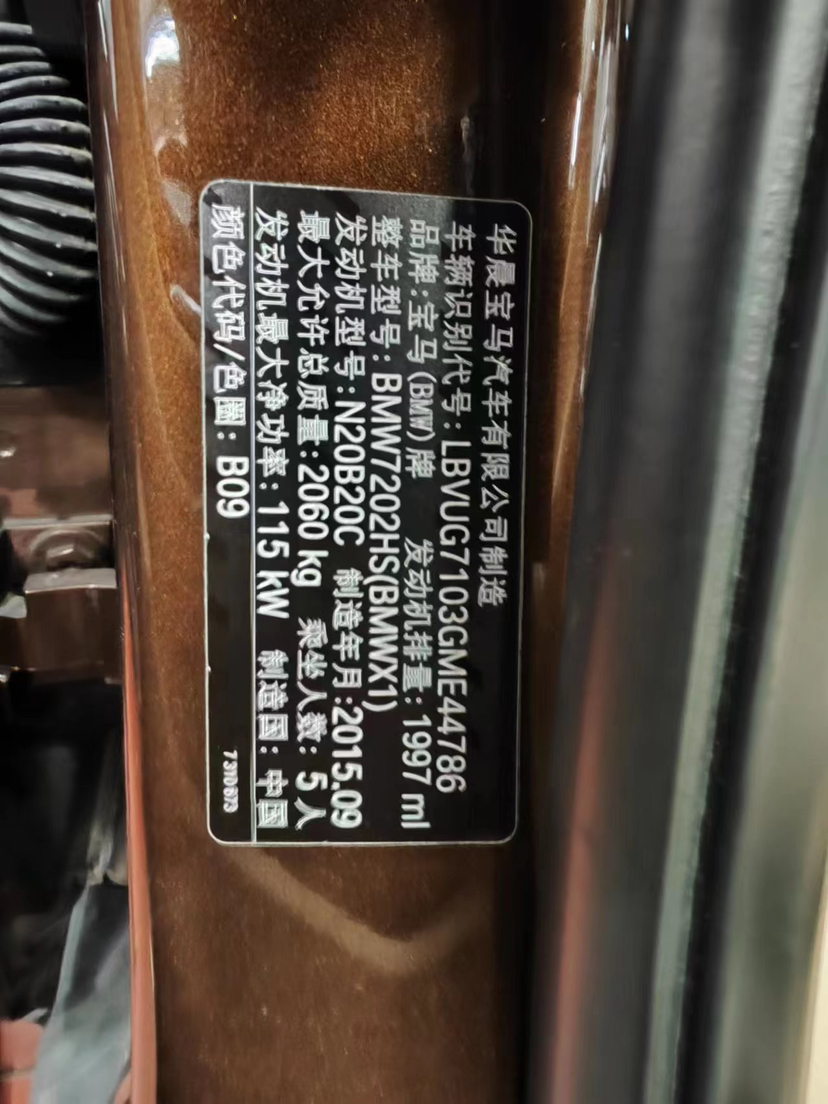 华晨宝马汽车有限公司制造
车辆识别代号：LBVUG7103GME44786
品牌：宝马(BMW)牌 发动机排量：1997 ml
整车型号：BMW7202HS(BMWX1)
发动机型号：N20B20C 制造年月：2015.09
最大允许总质量：2060 kg 乘坐人数：5人
发动机最大净功率：115 kW 制造国：中国
颜色代码/色圈：B09
7 310 673